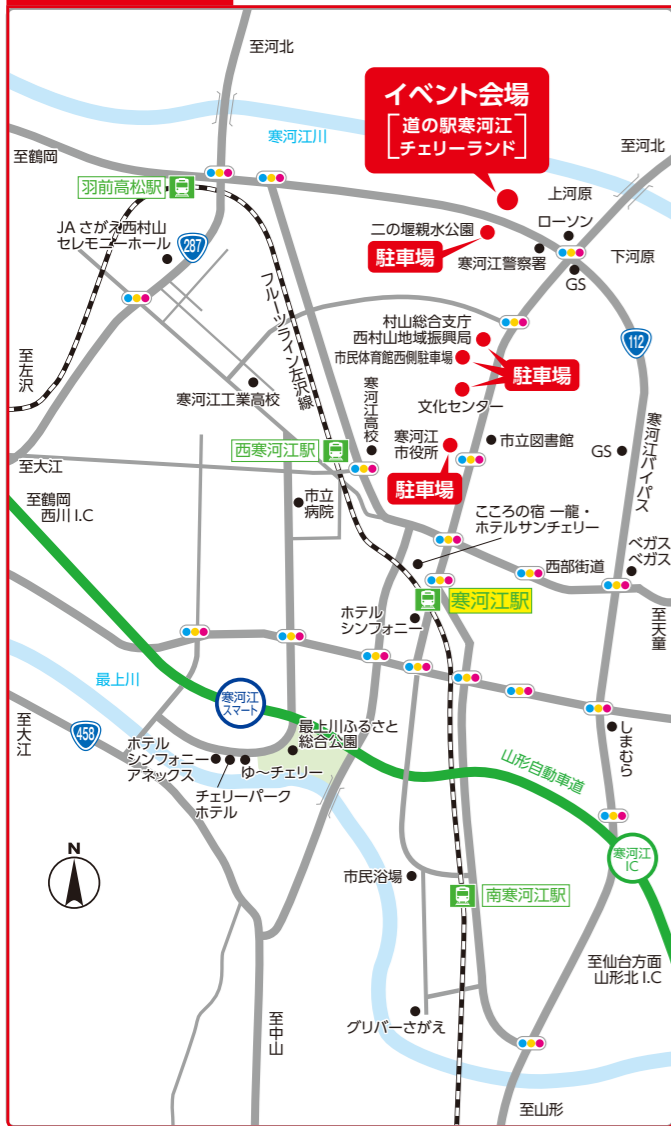 至河北
イベント会場
道の駅寒河江
チェリーランド
寒河江川
至鶴岡
至河北
羽前高松駅
上河原
ローソン
二の堰親水公園
JA さがえ西村山
セレモニーホール
287
駐車場
寒河江警察署
下河原
GS
フルーツライン左沢線
村山総合支庁
西村山地域振興局
市民体育館西側駐車場
112
至左沢
駐車場
寒河江工業高校
文化センター
寒河江高校
寒河江
市役所
市立図書館
寒河江バイパス
西寒河江駅
GS
至大江
駐車場
至鶴岡
西川 I.C
市立
病院
こころの宿 一龍・
ホテルサンチェリー
西部街道
ベガス
ベガス
寒河江駅
ホテル
シンフォニー
至天童
最上川
寒河江
スマート
至大江
458
最上川ふるさと
総合公園
しまむら
ホテル
シンフォニー
アネックス
ゆ〜チェリー
チェリーパーク
ホテル
山形自動車道
寒河江
IC
N
市民浴場
南寒河江駅
至仙台方面
山形北 I.C
グリバーさがえ
至中山
至山形